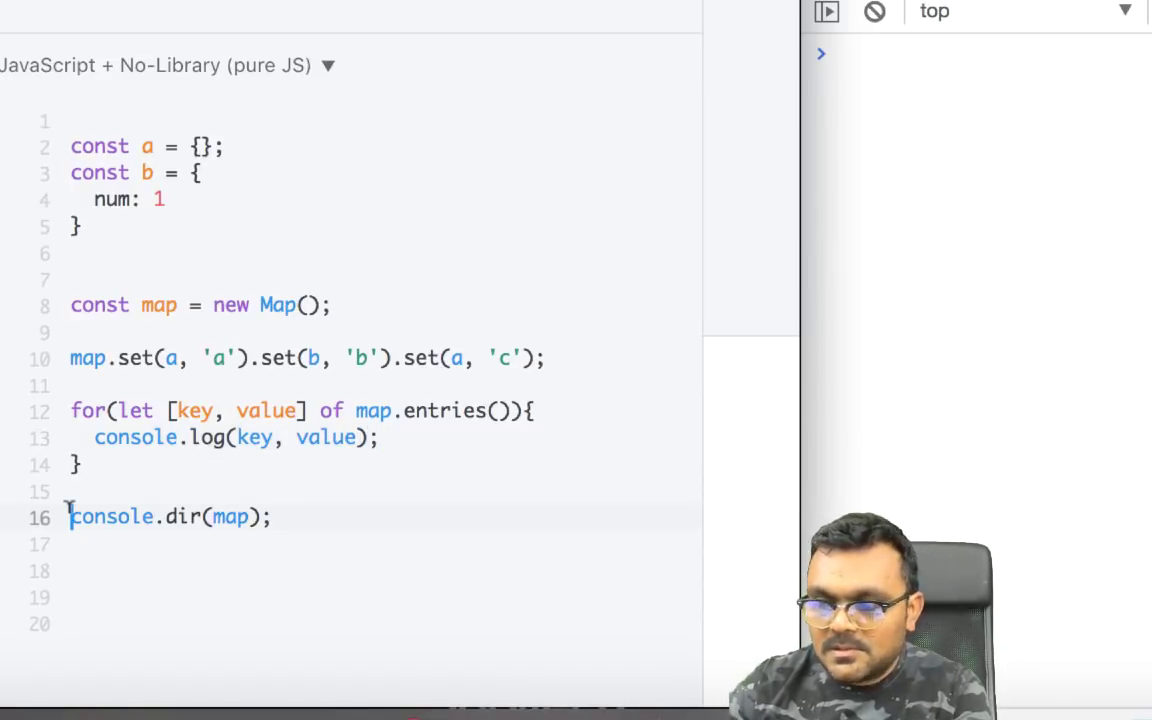 JavaScript + No-Library (pure JS) ▼
top ▼
1
2 const a = {};
3 const b = {
4 num: 1
5 }
6
7
8 const map = new Map();
9
10 map.set(a, 'a').set(b, 'b').set(a, 'c');
11
12 for(let [key, value] of map.entries()){
13 console.log(key, value);
14 }
15
16 console.dir(map);
17
18
19
20